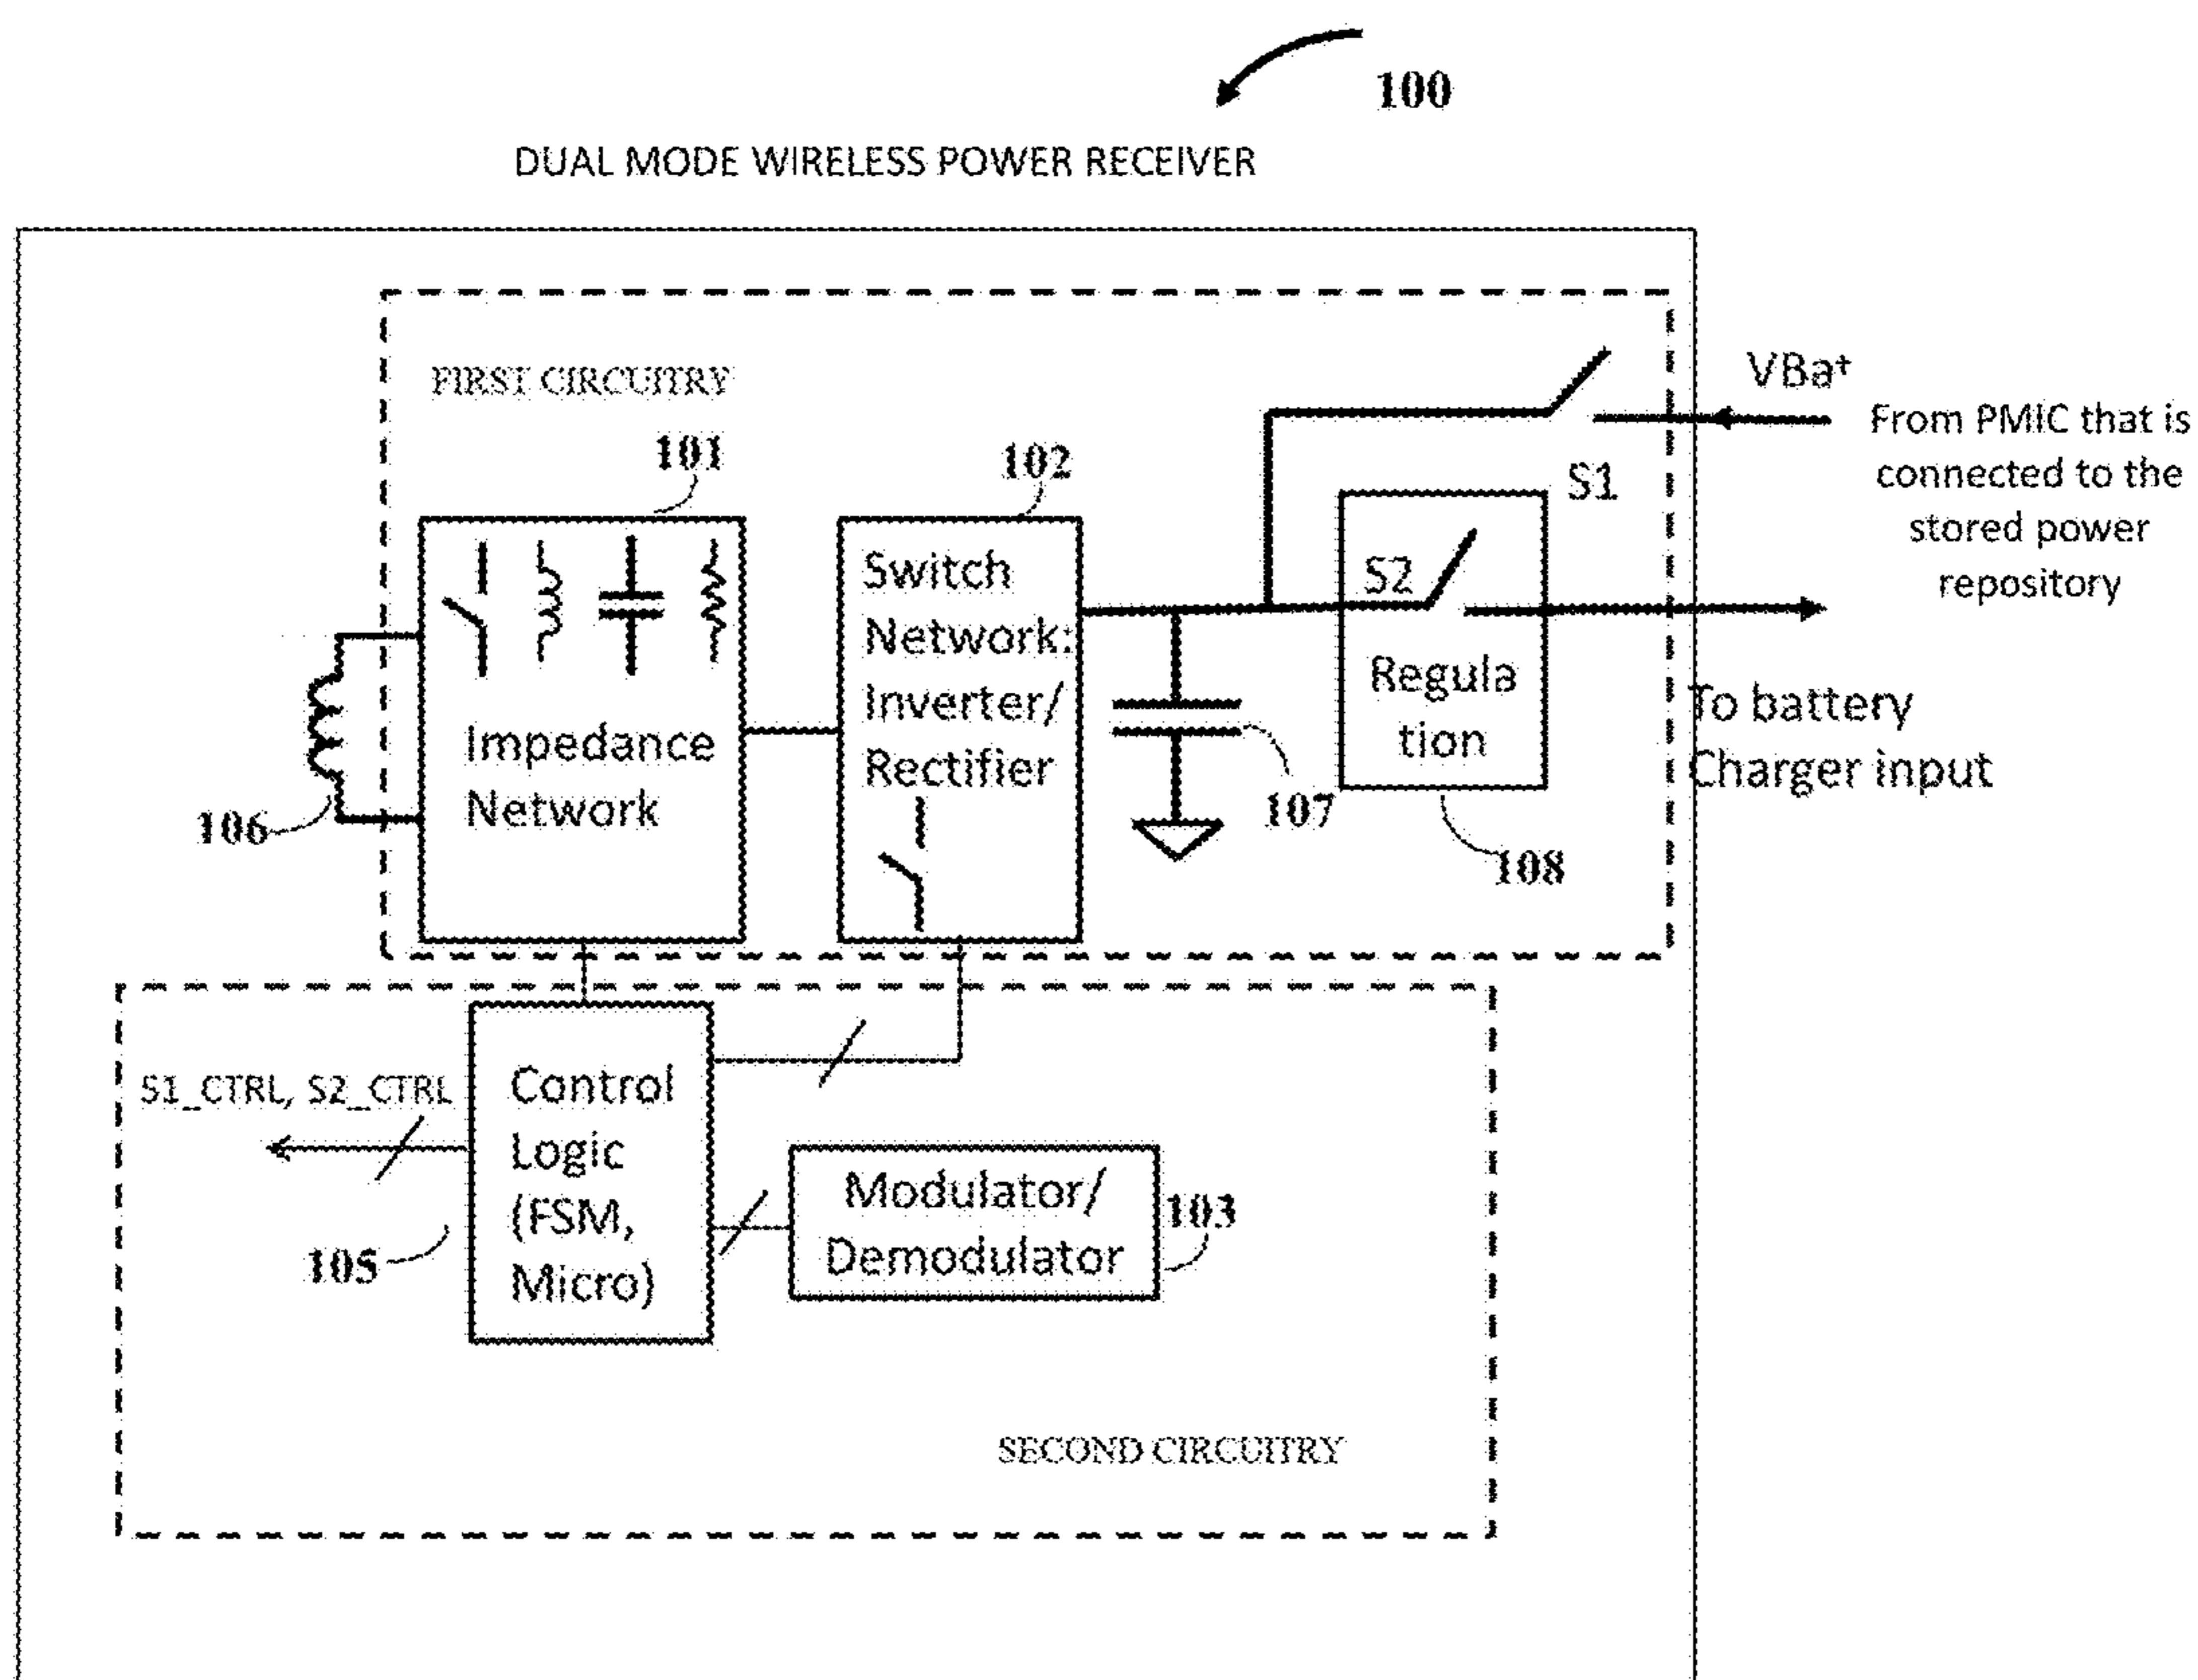 100
DUAL MODE WIRELESS POWER RECEIVER
FIRST CIRCUITRY
VBa+
From PMIC that is
connected to the
stored power
repository
101
102
S1
Switch
Network:
Inverter/
Rectifier
S2
Regula
tion
Impedance
Network
To battery
Charger input
106
107
108
S1_CTRL, S2_CTRL
Control
Logic
(FSM,
Micro)
Modulator/
Demodulator
103
105
SECOND CIRCUITRY